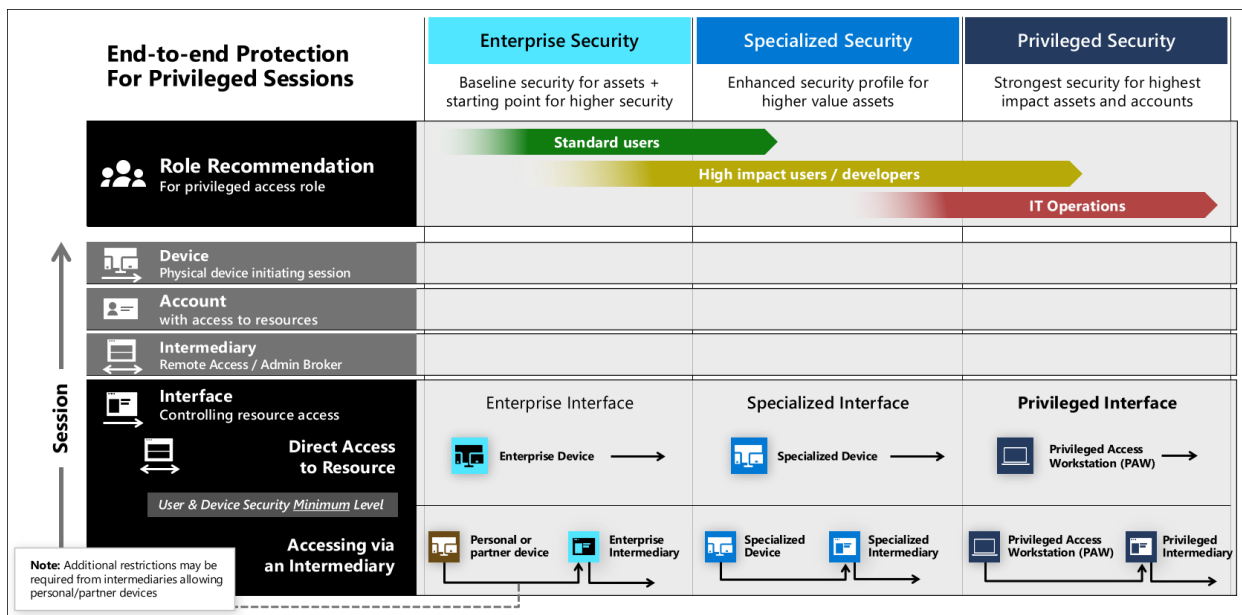 End-to-end Protection
For Privileged Sessions
Enterprise Security
Specialized Security
Privileged Security
Baseline security for assets +
starting point for higher security
Enhanced security profile for
higher value assets
Strongest security for highest
impact assets and accounts
Role Recommendation
For privileged access role
Standard users
High impact users / developers
IT Operations
Session
Device
Physical device initiating session
Account
with access to resources
Intermediary
Remote Access / Admin Broker
Interface
Controlling resource access
Enterprise Interface
Specialized Interface
Privileged Interface
Direct Access
to Resource
Enterprise Device
Specialized Device
Privileged Access
Workstation (PAW)
User & Device Security Minimum Level
Accessing via
an Intermediary
Personal or
partner device
Enterprise
Intermediary
Specialized
Device
Specialized
Intermediary
Privileged Access
Workstation (PAW)
Privileged
Intermediary
Note: Additional restrictions may be
required from intermediaries allowing
personal/partner devices